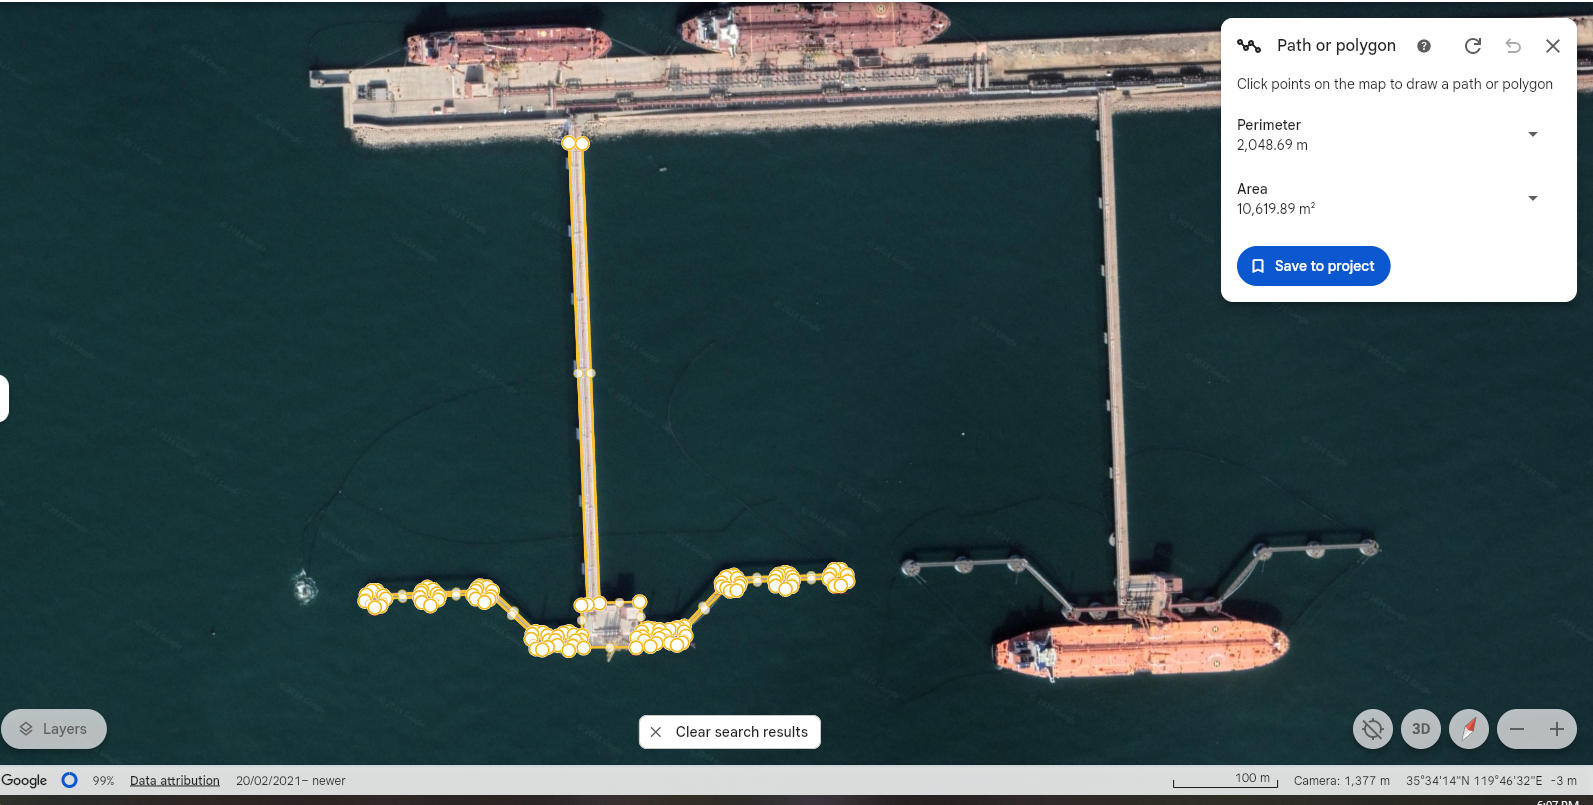 Path or polygon
Click points on the map to draw a path or polygon
Perimeter
2,048.69 m
Area
10,619.89 m²
Save to project
Clear search results
Layers
3D
Google 99% Data attribution 20/02/2021– newer 100 m Camera: 1,377 m 35°34'14"N 119°46'32"E -3 m